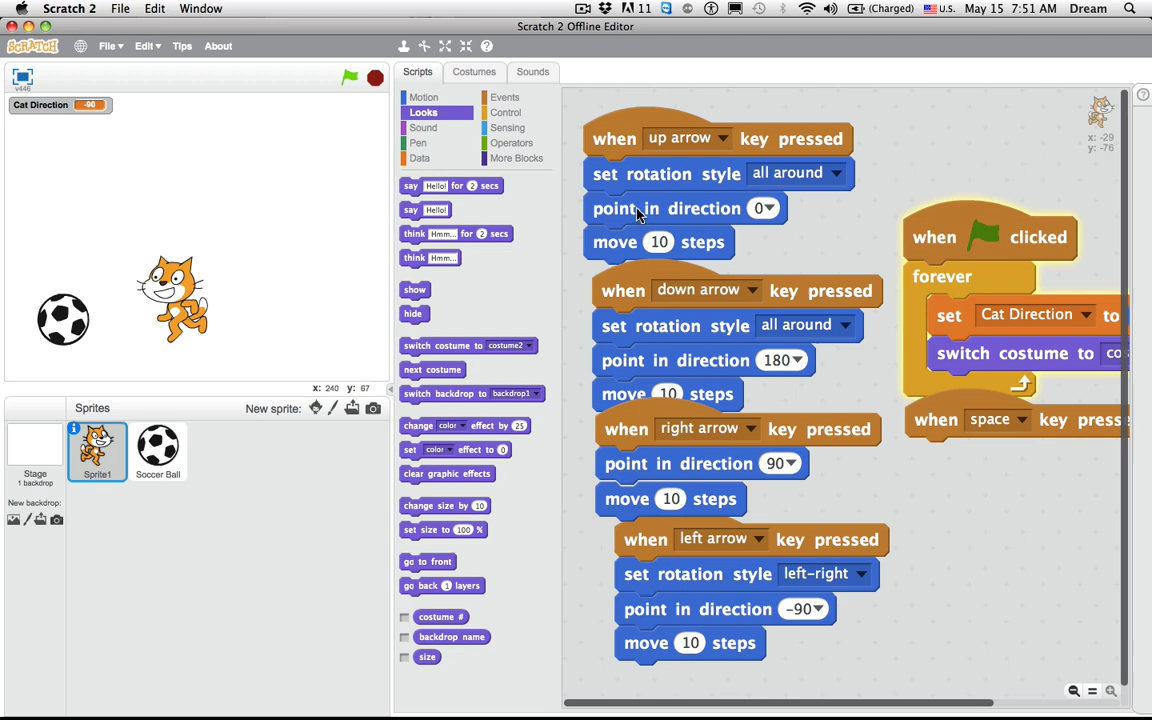 Scratch 2 File Edit Window 11 (Charged) U.S. May 15 7:51 AM Dream
Scratch 2 Offline Editor
SCRATCH File Edit Tips About
v446
Cat Direction -90
x: 240 y: 67
Sprites New sprite:
Stage
1 backdrop
New backdrop:
Sprite1
Soccer Ball
Scripts Costumes Sounds
Motion Events
Looks Control
Sound Sensing
Pen Operators
Data More Blocks
say Hello! for 2 secs
say Hello!
think Hmm... for 2 secs
think Hmm...
show
hide
switch costume to costume2
next costume
switch backdrop to backdrop1
change color effect by 25
set color effect to 0
clear graphic effects
change size by 10
set size to 100 %
go to front
go back 1 layers
costume #
backdrop name
size
when up arrow key pressed
set rotation style all around
point in direction 0
move 10 steps
when down arrow key pressed
set rotation style all around
point in direction 180
move 10 steps
when right arrow key pressed
point in direction 90
move 10 steps
when left arrow key pressed
set rotation style left-right
point in direction -90
move 10 steps
x: -29
y: -76
when clicked
forever
set Cat Direction to
switch costume to co
when space key presse